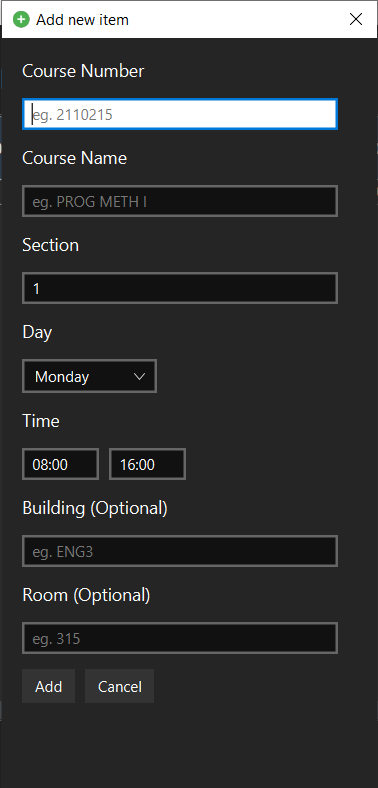 Add new item
Course Number
eg. 2110215
Course Name
eg. PROG METH I
Section
1
Day
Monday
Time
08:00 16:00
Building (Optional)
eg. ENG3
Room (Optional)
eg. 315
Add Cancel